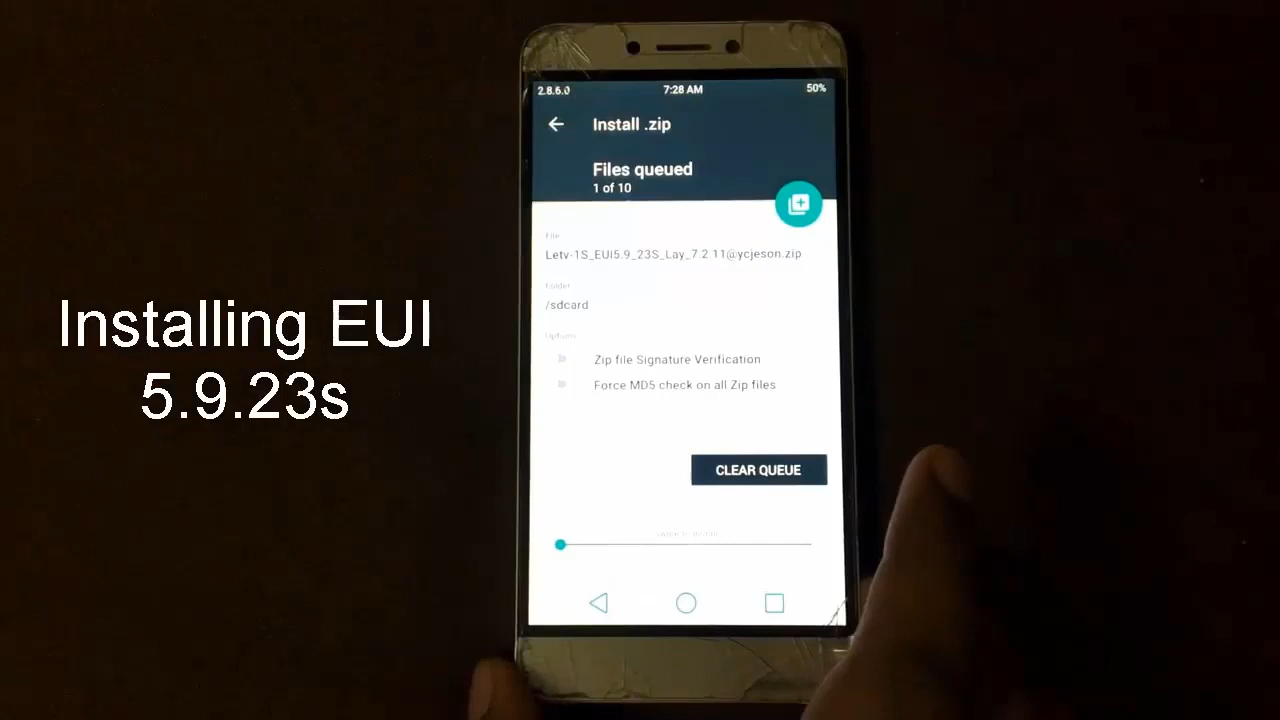 2.8.6.0 7:28 AM 50%
Install .zip
Files queued
1 of 10
File
Letv-1S_EUI5.9_23S_Lay_7.2.11@ycjeson.zip
Folder
/sdcard
Options
Zip file Signature Verification
Force MD5 check on all Zip files
CLEAR QUEUE
Installing EUI
5.9.23s